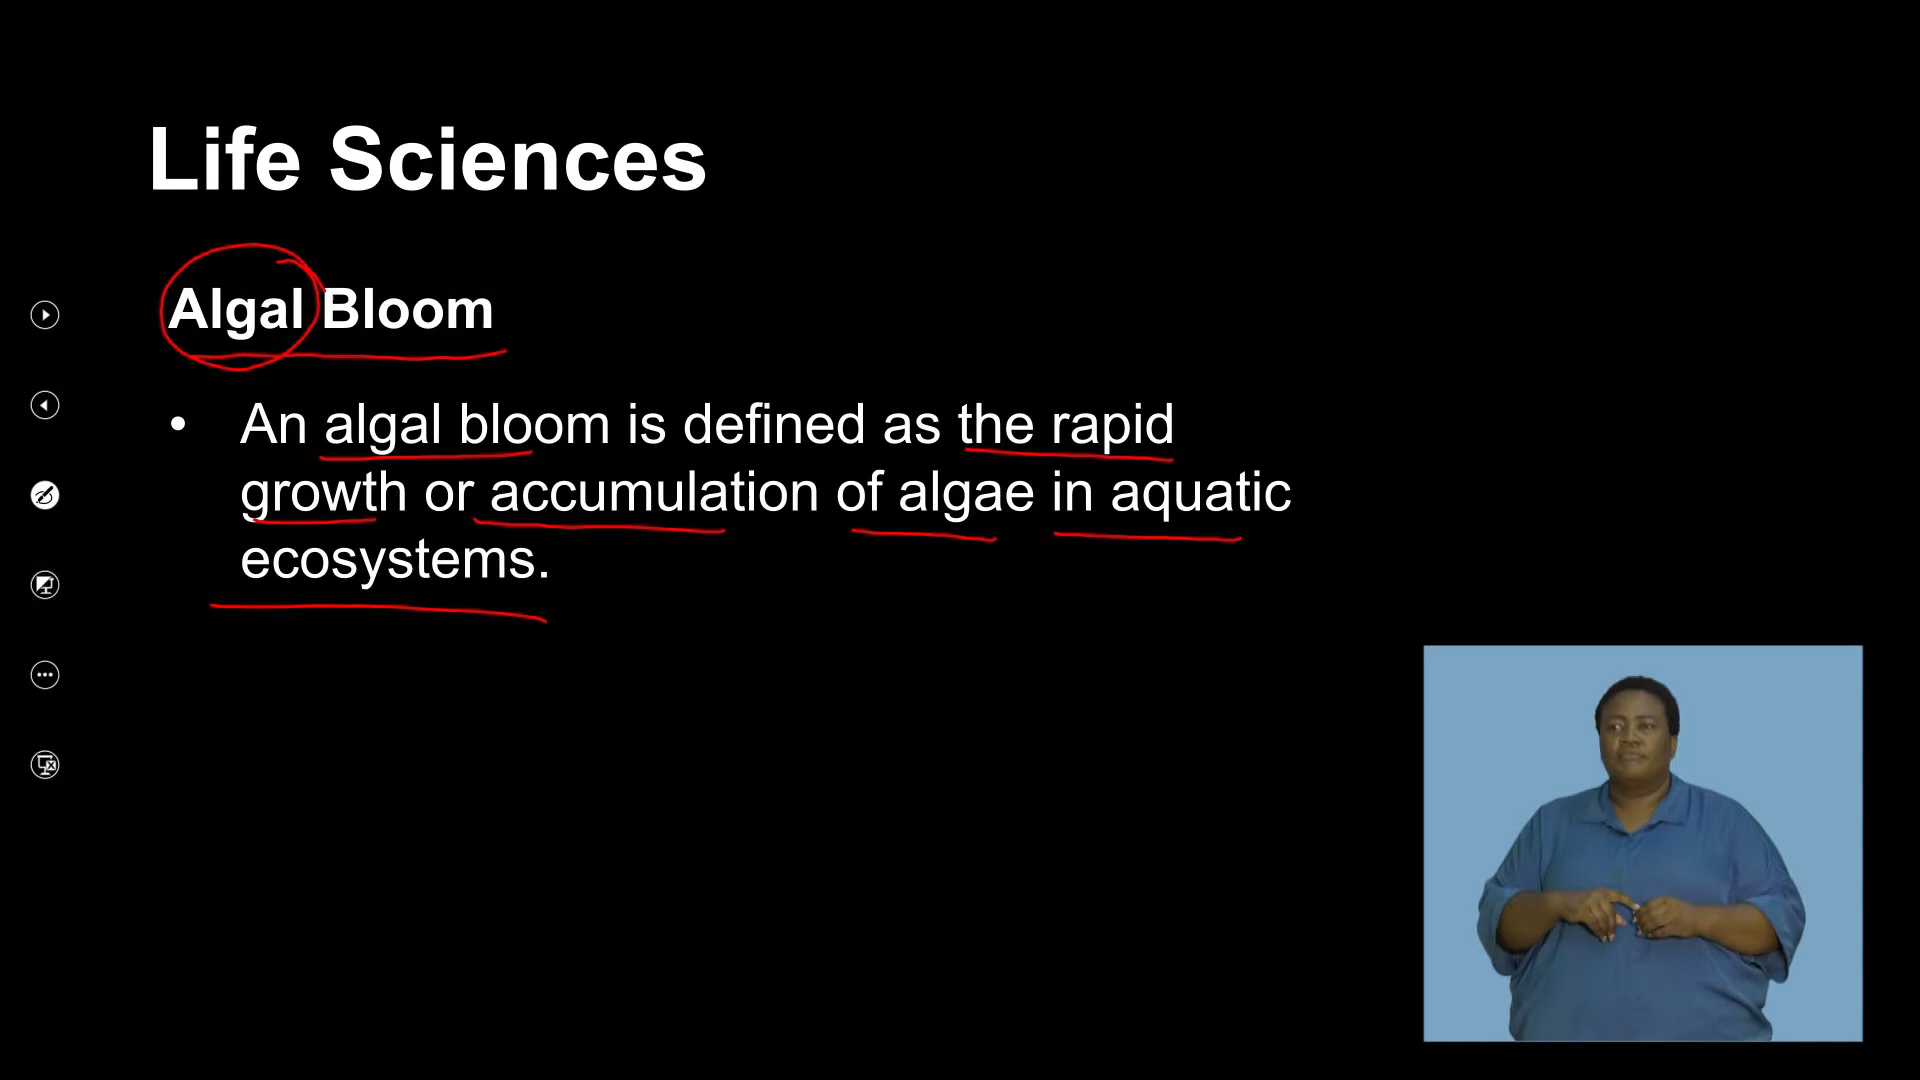 Life Sciences
Algal Bloom
• An algal bloom is defined as the rapid
growth or accumulation of algae in aquatic
ecosystems.